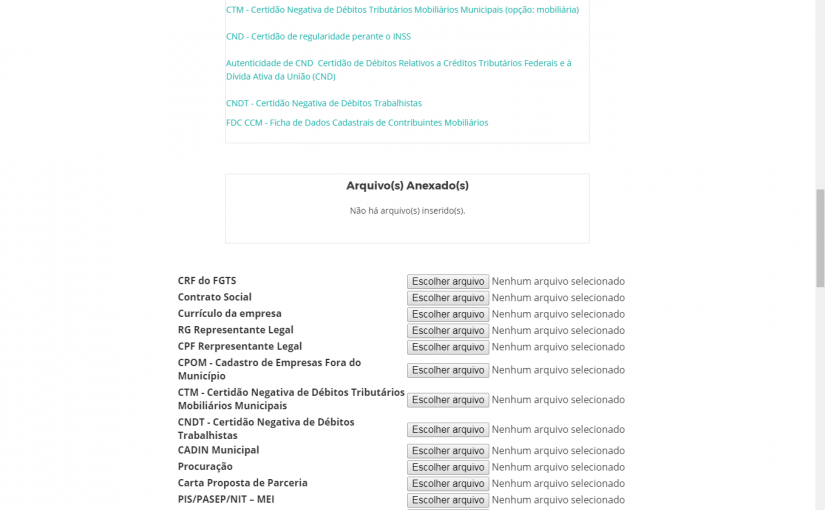 CTM - Certidão Negativa de Débitos Tributários Mobiliários Municipais (opção: mobiliária)
CND - Certidão de regularidade perante o INSS
Autenticidade de CND  Certidão de Débitos Relativos a Créditos Tributários Federais e à
Dívida Ativa da União (CND)
CNDT - Certidão Negativa de Débitos Trabalhistas
FDC CCM - Ficha de Dados Cadastrais de Contribuintes Mobiliários
Arquivo(s) Anexado(s)
Não há arquivo(s) inserido(s).
CRF do FGTS Escolher arquivo Nenhum arquivo selecionado
Contrato Social Escolher arquivo Nenhum arquivo selecionado
Currículo da empresa Escolher arquivo Nenhum arquivo selecionado
RG Representante Legal Escolher arquivo Nenhum arquivo selecionado
CPF Rerpresentante Legal Escolher arquivo Nenhum arquivo selecionado
CPOM - Cadastro de Empresas Fora do
Município Escolher arquivo Nenhum arquivo selecionado
CTM - Certidão Negativa de Débitos Tributários
Mobiliários Municipais Escolher arquivo Nenhum arquivo selecionado
CNDT - Certidão Negativa de Débitos
Trabalhistas Escolher arquivo Nenhum arquivo selecionado
CADIN Municipal Escolher arquivo Nenhum arquivo selecionado
Procuração Escolher arquivo Nenhum arquivo selecionado
Carta Proposta de Parceria Escolher arquivo Nenhum arquivo selecionado
PIS/PASEP/NIT – MEI Escolher arquivo Nenhum arquivo selecionado